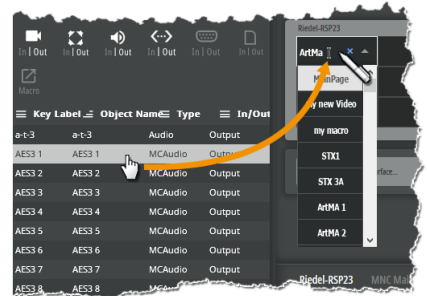 In | Out In | Out In | Out In | Out In | Out In | Out
Macro
Key Label Object Name Type In/Out
a-t-3 a-t-3 Audio Output
AES3 1 AES3 1 MCAudio Output
AES3 2 AES3 2 MCAudio Output
AES3 3 AES3 3 MCAudio Output
AES3 4 AES3 4 MCAudio Output
AES3 5 AES3 5 MCAudio Output
AES3 6 AES3 6 MCAudio Output
AES3 7 AES3 7 MCAudio Output
AES3 8 AES3 8 MCAudio Output
Riedel-RSP23
ArtMa
MainPage
my new Video
my macro
STX1
STX 3A
ArtMA 1
ArtMA 2
Riedel-RSP23 MNC